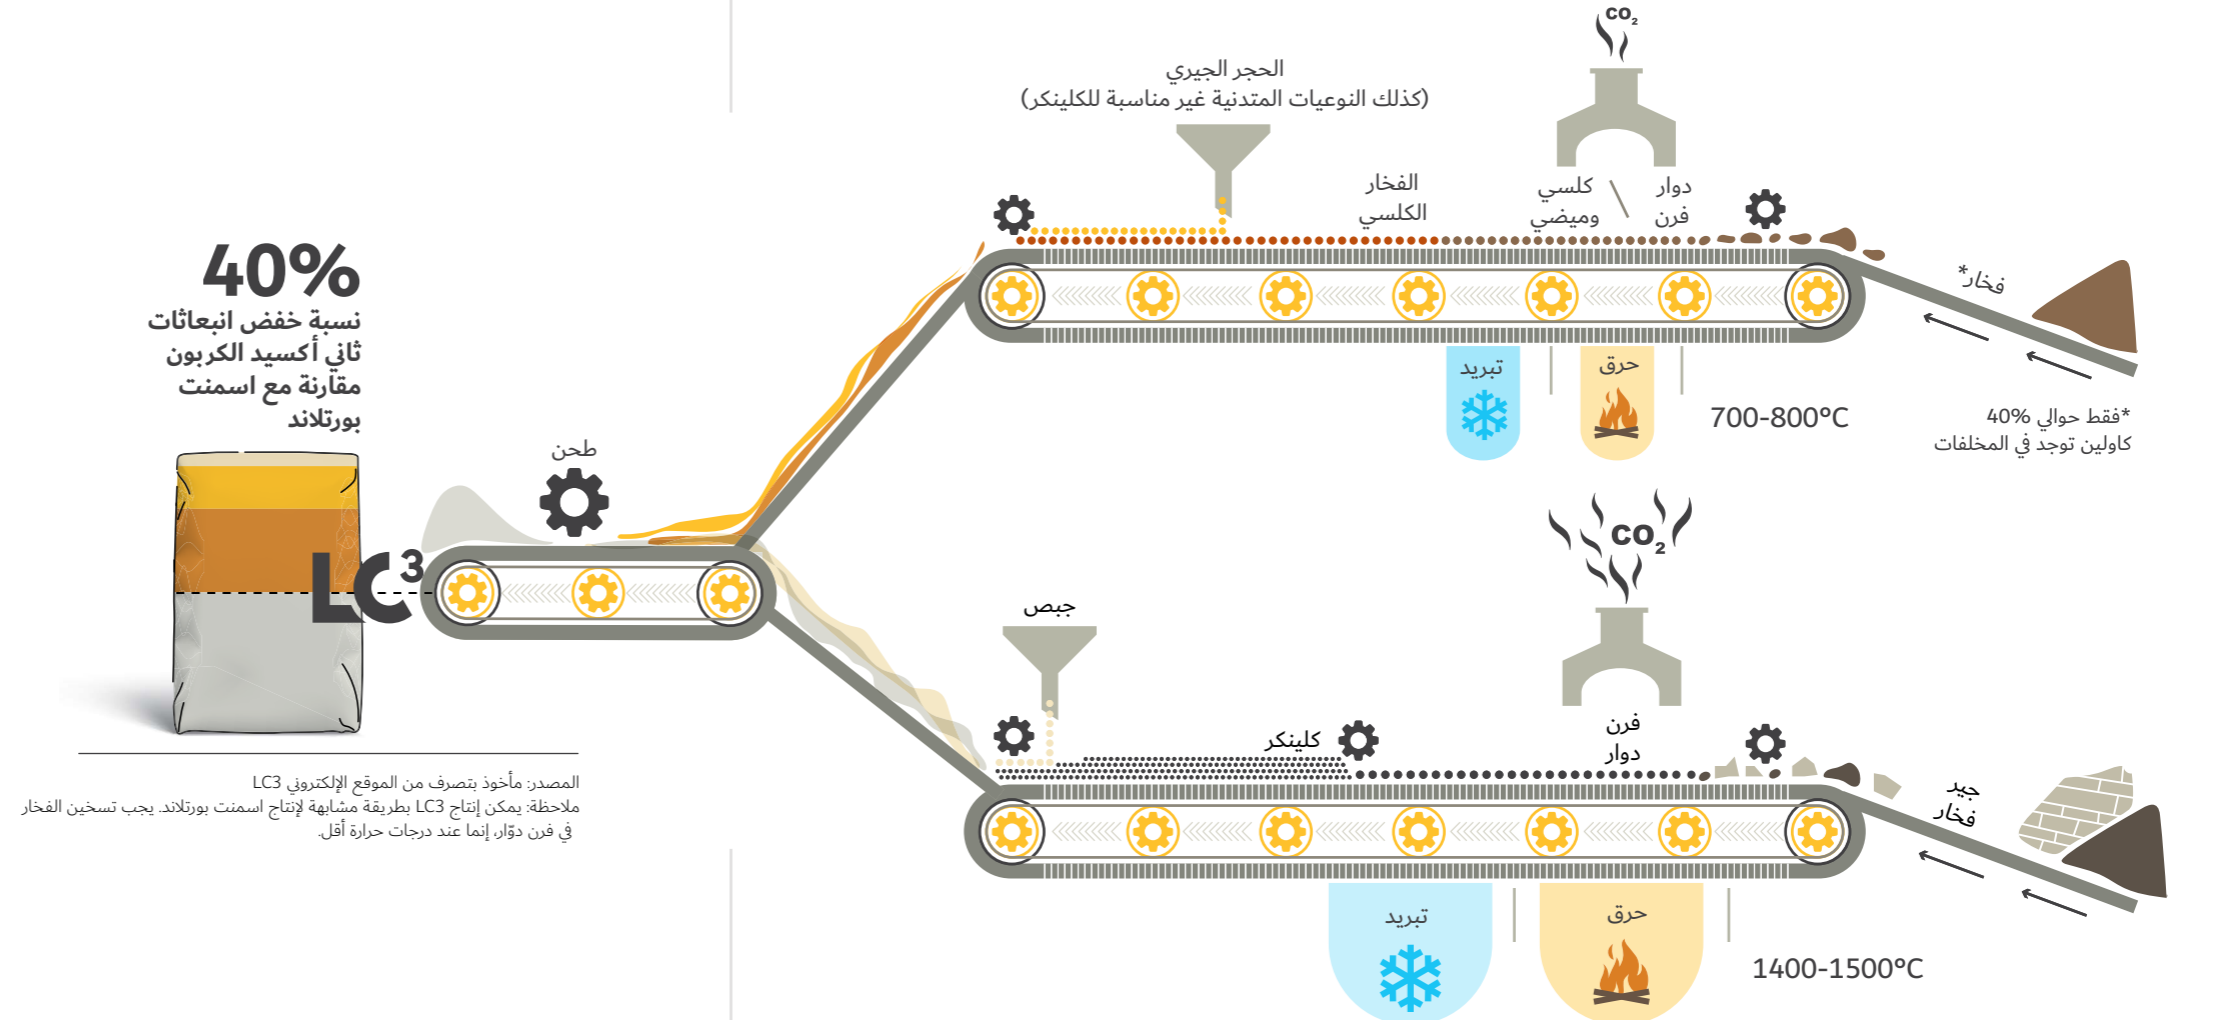 CO₂
الحجر الجيري
(كذلك النوعيات المتدنية غير مناسبة للكلينكر)
دوار
فرن
\
كلسي
وميضي
الفخار
الكلسي
فخار*
حرق
تبريد
700-800°C
*فقط حوالي 40%
كاولين توجد في المخلفات
CO₂
جبص
فرن
دوار
كلينكر
جير
فخار
حرق
تبريد
1400-1500°C
طحن
40%
نسبة خفض انبعاثات
ثاني أكسيد الكربون
مقارنة مع اسمنت
بورتلاند
LC³
المصدر: مأخوذ بتصرف من الموقع الإلكتروني LC3
ملاحظة: يمكن إنتاج LC3 بطريقة مشابهة لإنتاج اسمنت بورتلاند. يجب تسخين الفخار
في فرن دوّار، إنما عند درجات حرارة أقل.